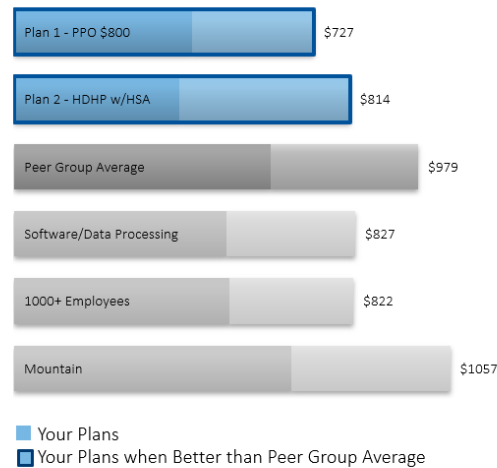 Plan 1 - PPO $800 $727
Plan 2 - HDHP w/HSA $814
Peer Group Average $979
Software/Data Processing $827
1000+ Employees $822
Mountain $1057
Your Plans
Your Plans when Better than Peer Group Average